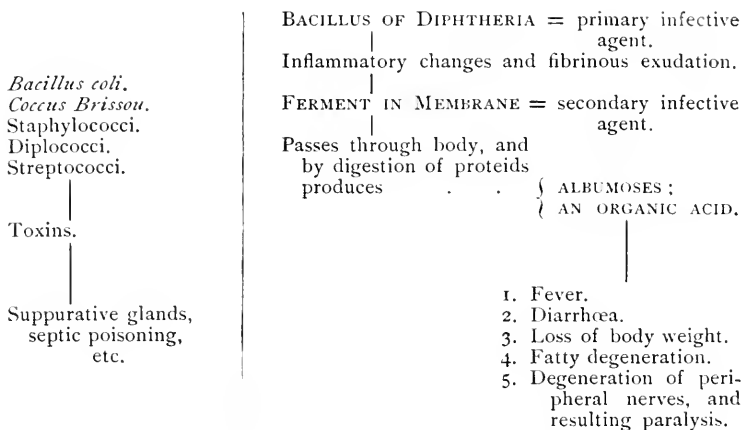 Bacillus coli.
Coccus Brissou.
Staphylococci.
Diplococci.
Streptococci.
Toxins.
Suppurative glands,
septic poisoning,
etc.
BACILLUS OF DIPHTHERIA = primary infective
agent.
Inflammatory changes and fibrinous exudation.
FERMENT IN MEMBRANE = secondary infective
agent.
Passes through body, and
by digestion of proteids
produces . . { ALBUMOSES ;
{ AN ORGANIC ACID.
1. Fever.
2. Diarrhœa.
3. Loss of body weight.
4. Fatty degeneration.
5. Degeneration of peri-
pheral nerves, and
resulting paralysis.